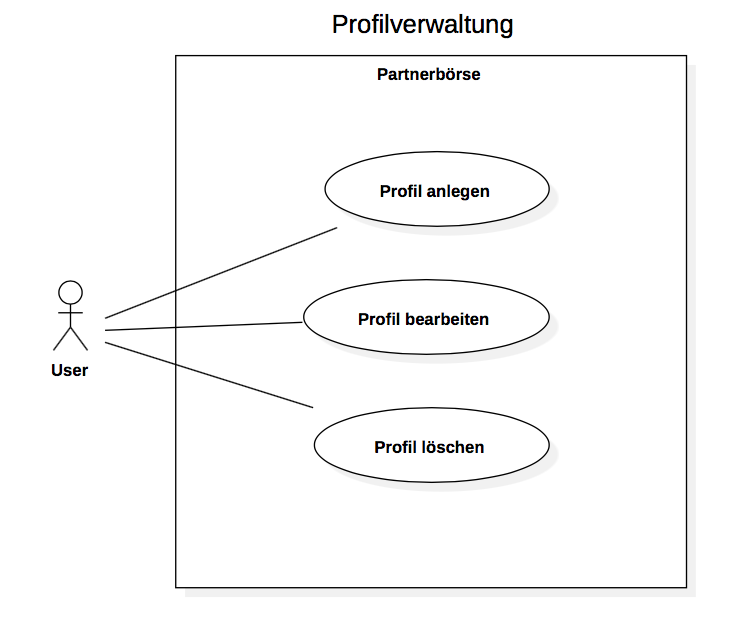 Profilverwaltung
Partnerbörse
Profil anlegen
Profil bearbeiten
User
Profil löschen